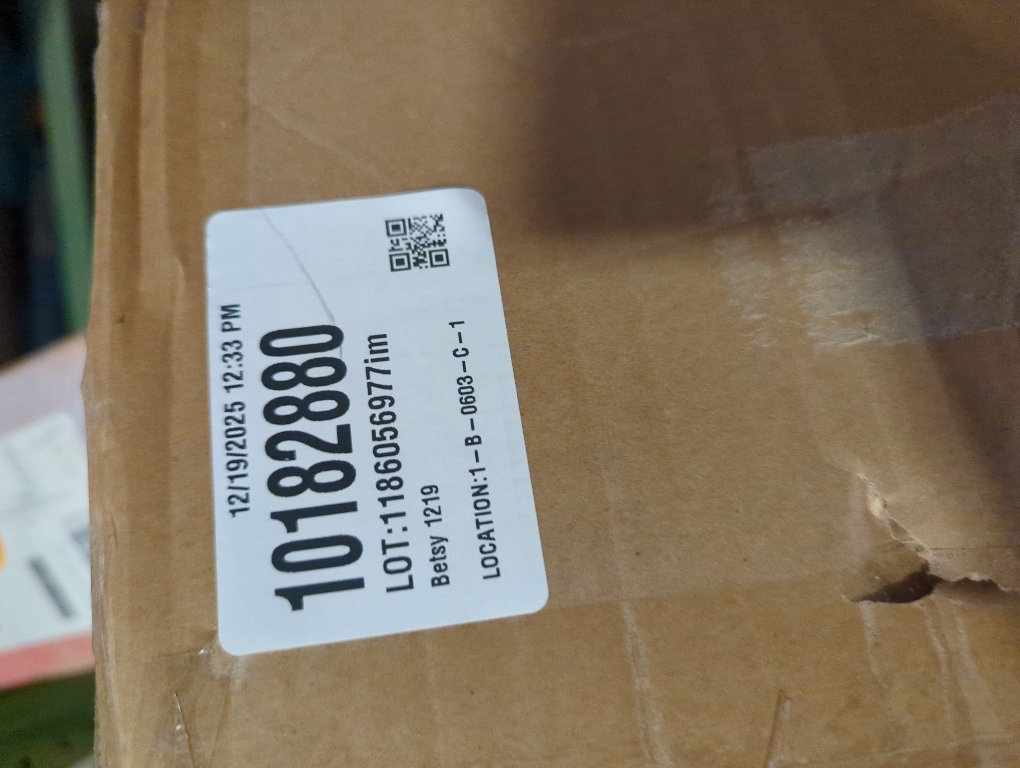 12/19/2025 12:33 PM
10182880
LOT:1186056977im
Betsy 1219
LOCATION:1-B-0603-C-1